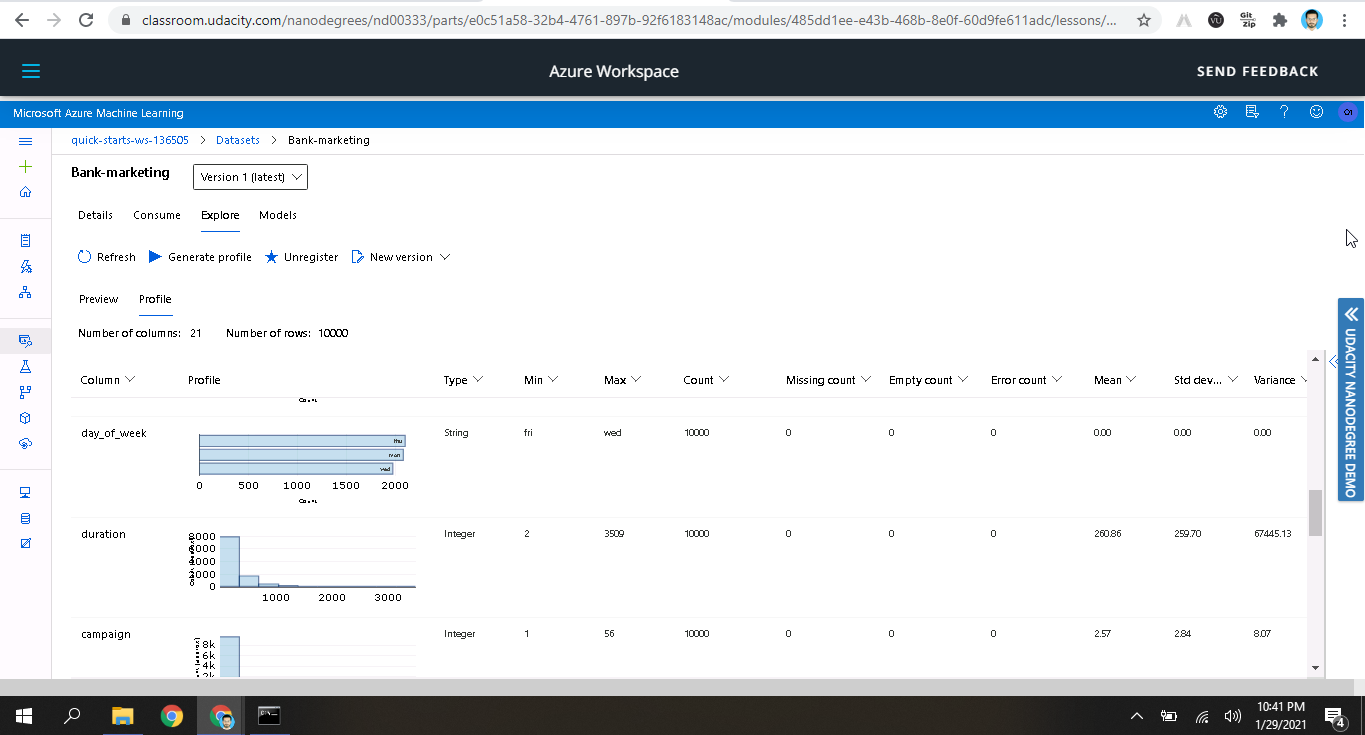 classroom.udacity.com/nanodegrees/nd00333/parts/e0c51a58-32b4-4761-897b-92f6183148ac/modules/485dd1ee-e43b-468b-8e0f-60d9fe611adc/lessons/...
Git Zip
Azure Workspace
SEND FEEDBACK
Microsoft Azure Machine Learning
quick-starts-ws-136505 > Datasets > Bank-marketing
Bank-marketing
Version 1 (latest)
Details Consume Explore Models
Refresh Generate profile Unregister New version
Preview Profile
Number of columns: 21 Number of rows: 10000
Column Profile Type Min Max Count Missing count Empty count Error count Mean Std dev... Variance
Count
day_of_week String fri wed 10000 0 0 0 0.00 0.00 0.00
thu
mon
wed
0 500 1000 1500 2000
Count
duration Integer 2 3509 10000 0 0 0 260.86 259.70 67445.13
8000
6000
4000
2000
0
1000 2000 3000
campaign Integer 1 56 10000 0 0 0 2.57 2.84 8.07
8k
6k
4k
2k
UDACITY NANODEGREE DEMO
10:41 PM
1/29/2021
4